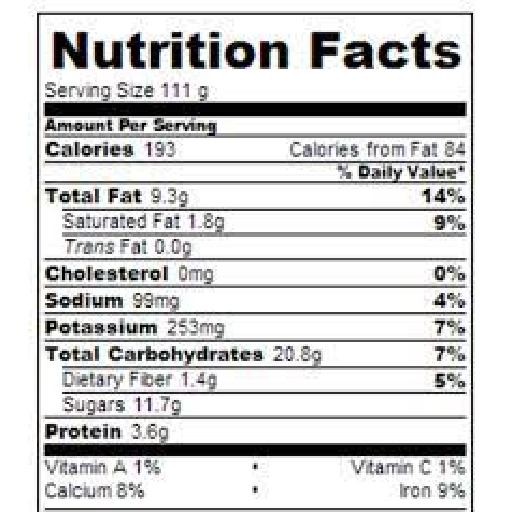 Nutrition Facts
Serving Size 111 g
Amount Per Serving
Calories 193 Calories from Fat 84
% Daily Value*
Total Fat 9.3g 14%
Saturated Fat 1.8g 9%
Trans Fat 0.0g
Cholesterol 0mg 0%
Sodium 99mg 4%
Potassium 253mg 7%
Total Carbohydrates 20.8g 7%
Dietary Fiber 1.4g 5%
Sugars 11.7g
Protein 3.6g
Vitamin A 1% • Vitamin C 1%
Calcium 8% • Iron 9%